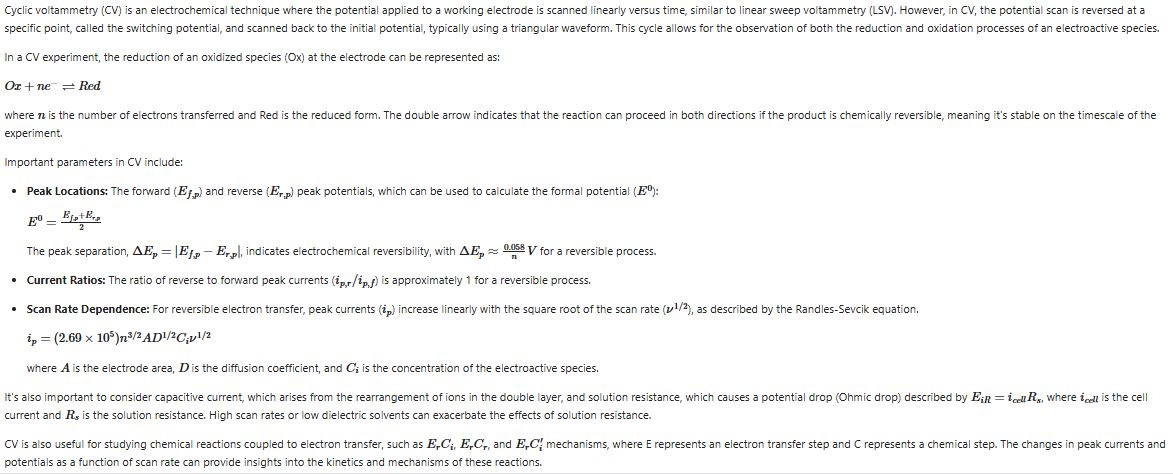 Cyclic voltammetry (CV) is an electrochemical technique where the potential applied to a working electrode is scanned linearly versus time, similar to linear sweep voltammetry (LSV). However, in CV, the potential scan is reversed at a
specific point, called the switching potential, and scanned back to the initial potential, typically using a triangular waveform. This cycle allows for the observation of both the reduction and oxidation processes of an electroactive species.
In a CV experiment, the reduction of an oxidized species (Ox) at the electrode can be represented as:
Ox + ne⁻ ⇌ Red
where n is the number of electrons transferred and Red is the reduced form. The double arrow indicates that the reaction can proceed in both directions if the product is chemically reversible, meaning it's stable on the timescale of the
experiment.
Important parameters in CV include:
• Peak Locations: The forward (E_{f,p}) and reverse (E_{r,p}) peak potentials, which can be used to calculate the formal potential (E⁰):
E⁰ = \frac{E_{f,p}+E_{r,p}}{2}
The peak separation, ΔE_p = |E_{f,p} − E_{r,p}|, indicates electrochemical reversibility, with ΔE_p ≈ \frac{0.058}{n} V for a reversible process.
• Current Ratios: The ratio of reverse to forward peak currents (i_{p,r}/i_{p,f}) is approximately 1 for a reversible process.
• Scan Rate Dependence: For reversible electron transfer, peak currents (i_p) increase linearly with the square root of the scan rate (ν^{1/2}), as described by the Randles-Sevcik equation.
i_p = (2.69 × 10⁵)n^{3/2}AD^{1/2}C_iν^{1/2}
where A is the electrode area, D is the diffusion coefficient, and C_i is the concentration of the electroactive species.
It's also important to consider capacitive current, which arises from the rearrangement of ions in the double layer, and solution resistance, which causes a potential drop (Ohmic drop) described by E_{iR} = i_{cell}R_s, where i_{cell} is the cell
current and R_s is the solution resistance. High scan rates or low dielectric solvents can exacerbate the effects of solution resistance.
CV is also useful for studying chemical reactions coupled to electron transfer, such as E_rC_i, E_rC_r, and E_rC_i' mechanisms, where E represents an electron transfer step and C represents a chemical step. The changes in peak currents and
potentials as a function of scan rate can provide insights into the kinetics and mechanisms of these reactions.